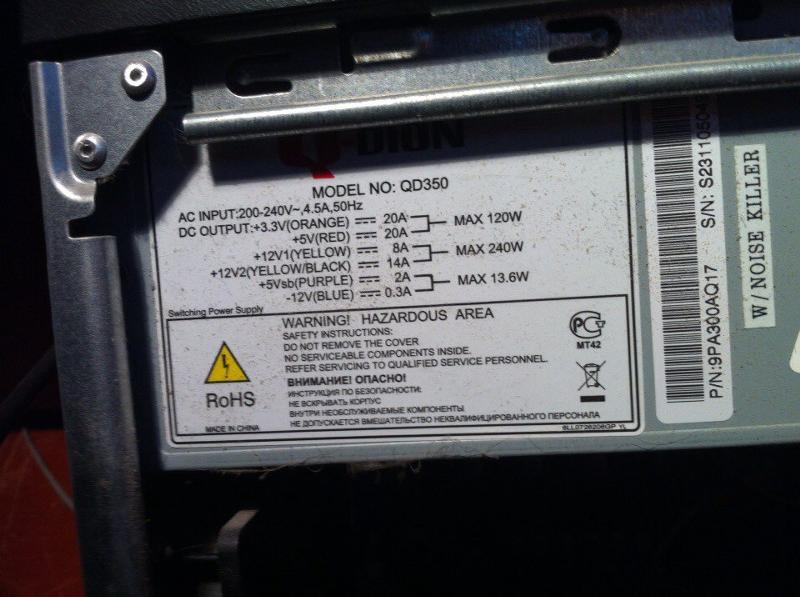 Q-DION
MODEL NO: QD350
AC INPUT:200-240V~,4.5A,50Hz
DC OUTPUT:+3.3V(ORANGE) 20A
+5V(RED) 20A
MAX 120W
+12V1(YELLOW) 8A
+12V2(YELLOW/BLACK) 14A
MAX 240W
+5Vsb(PURPLE) 2A
-12V(BLUE) 0.3A
MAX 13.6W
Switching Power Supply
WARNING! HAZARDOUS AREA
SAFETY INSTRUCTIONS:
DO NOT REMOVE THE COVER
NO SERVICEABLE COMPONENTS INSIDE.
REFER SERVICING TO QUALIFIED SERVICE PERSONNEL.
ВНИМАНИЕ! ОПАСНО!
ИНСТРУКЦИЯ ПО БЕЗОПАСНОСТИ:
НЕ ВСКРЫВАТЬ КОРПУС
ВНУТРИ НЕОБСЛУЖИВАЕМЫЕ КОМПОНЕНТЫ
НЕ ДОПУСКАЕТСЯ ВМЕШАТЕЛЬСТВО НЕКВАЛИФИЦИРОВАННОГО ПЕРСОНАЛА
RoHS
MADE IN CHINA
MT42
P/N:9PA300AQ17
W/NOISE KILLER